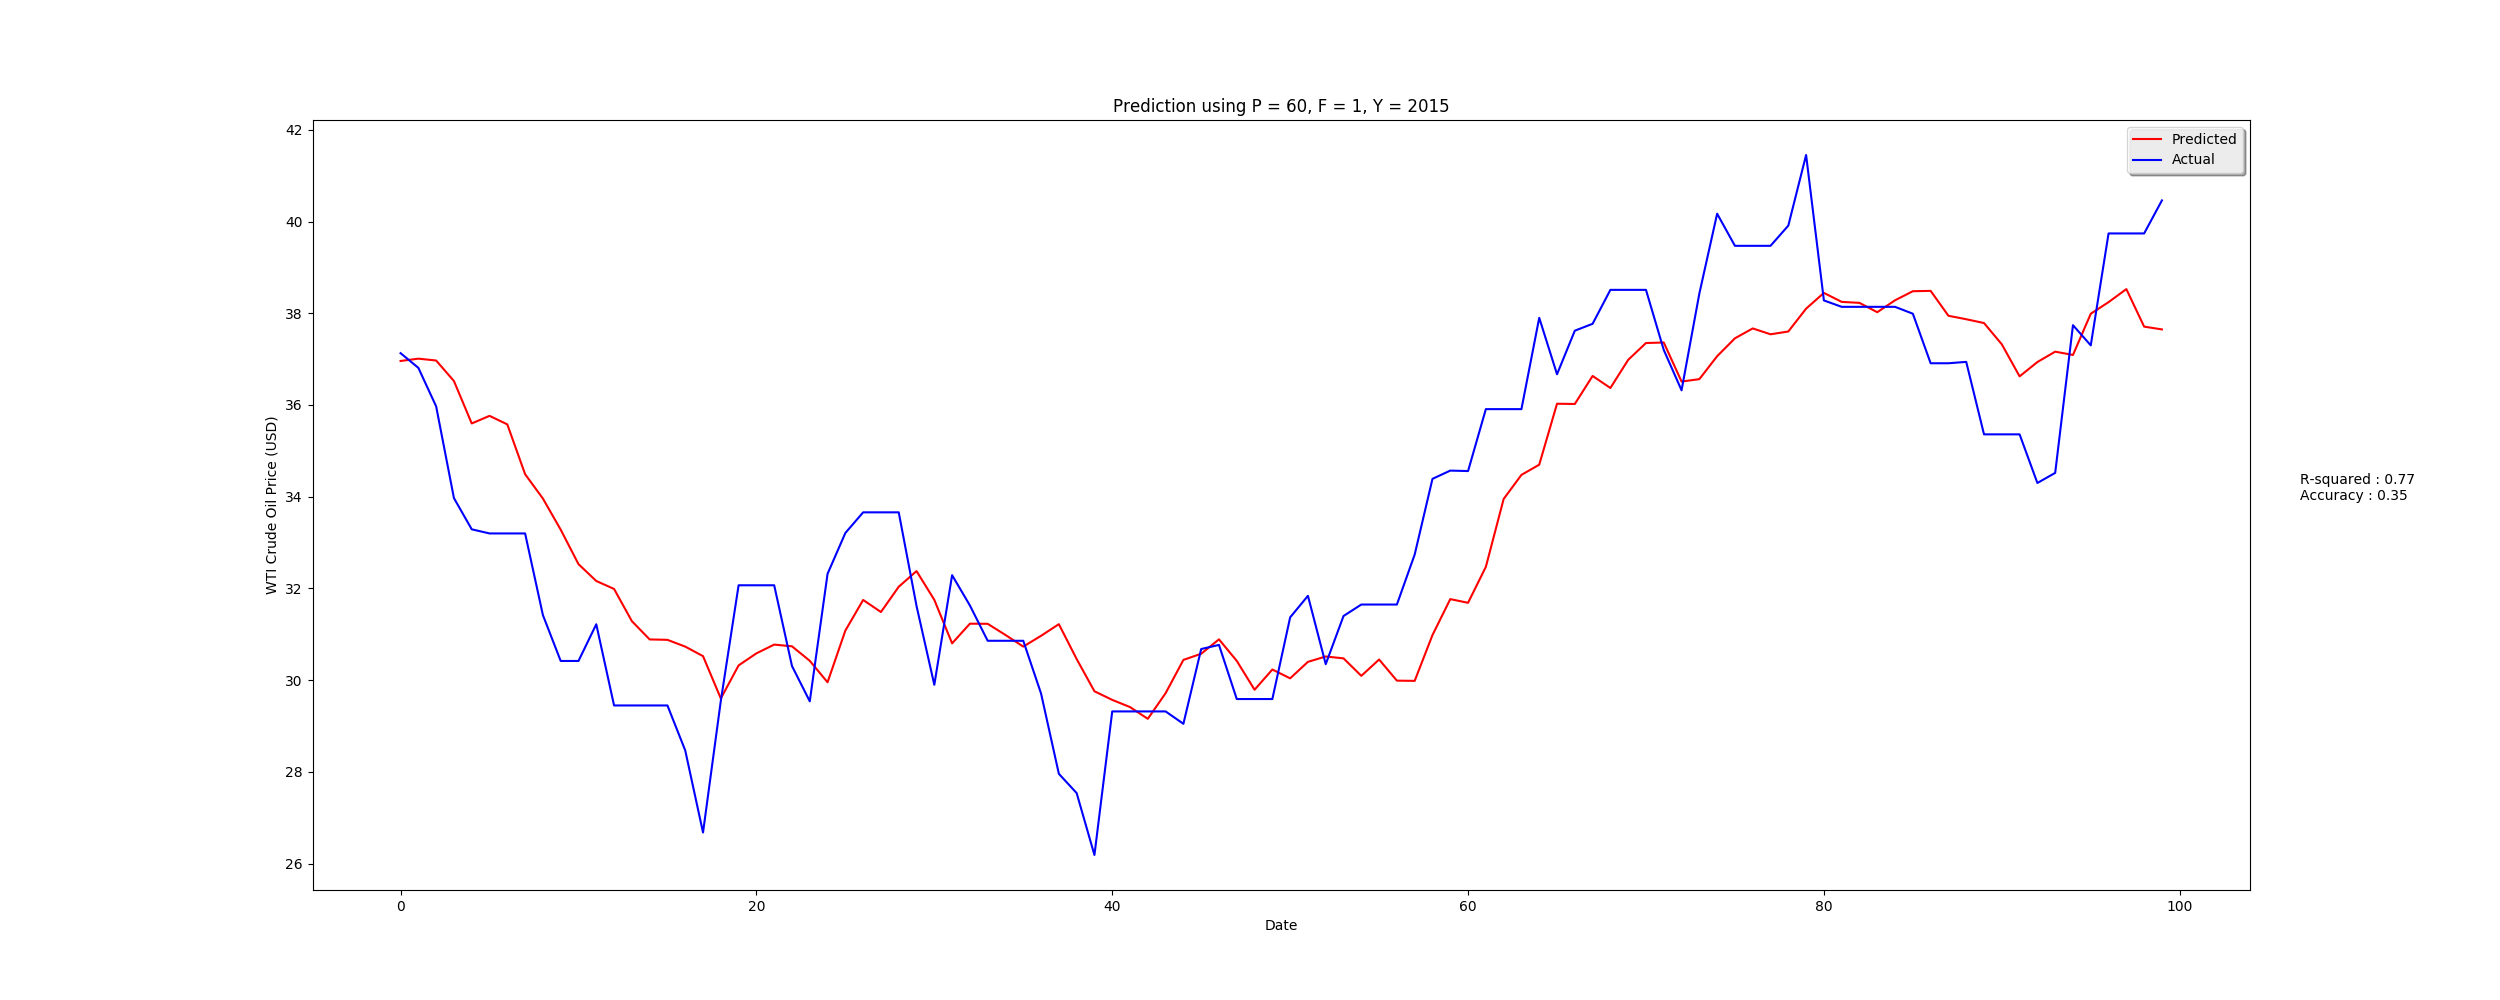 Prediction using P = 60, F = 1, Y = 2015
Predicted
Actual
42
40
38
36
34
32
30
28
26
WTI Crude Oil Price (USD)
R-squared : 0.77
Accuracy : 0.35
0 20 40 60 80 100
Date